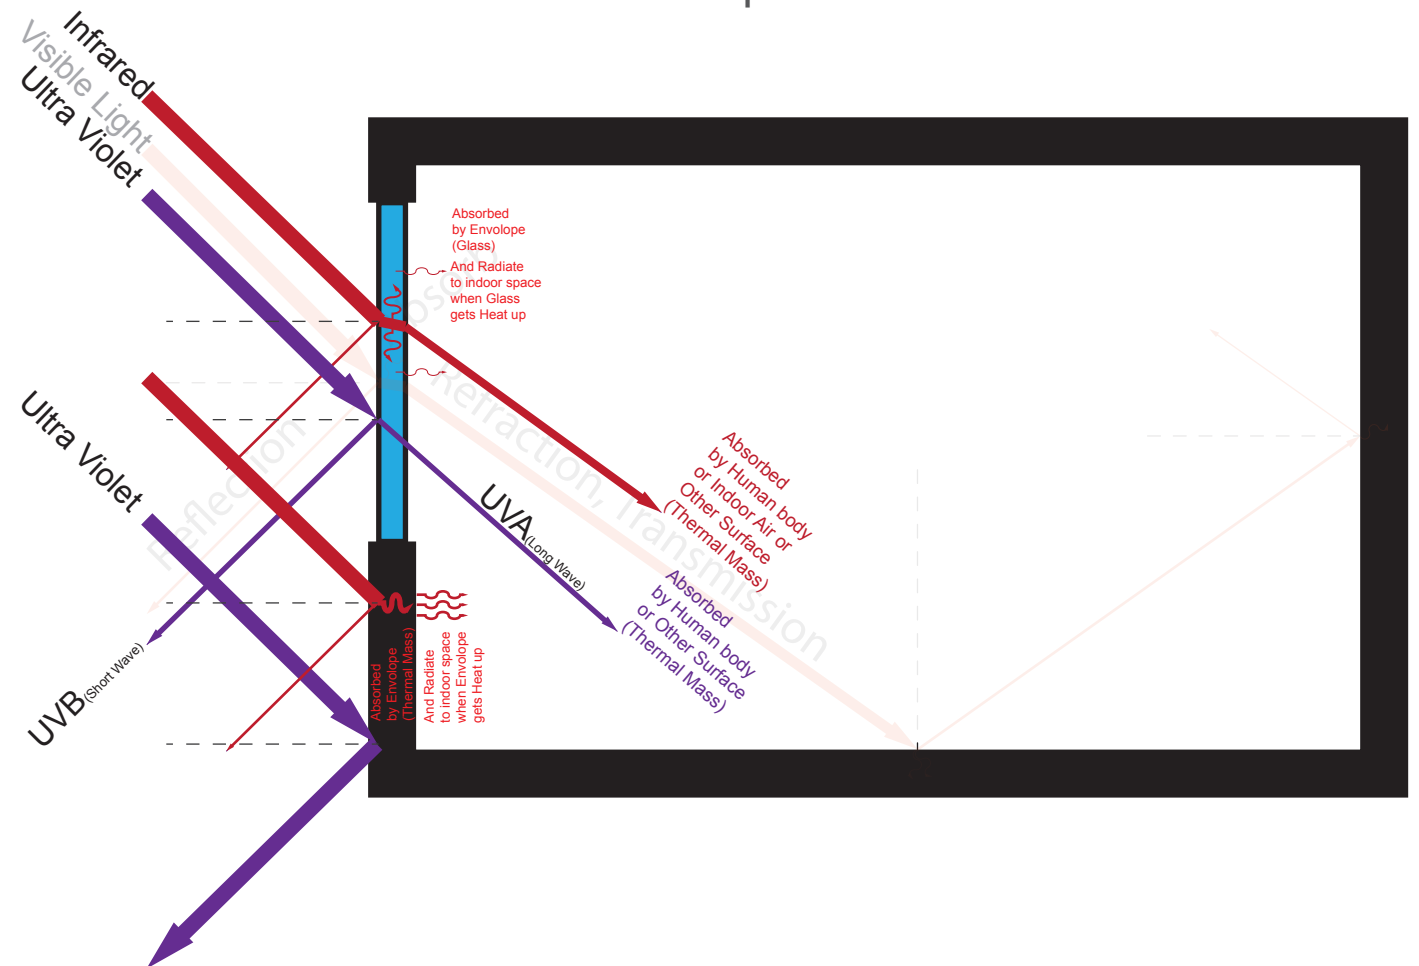 Infrared
Visible Light
Ultra Violet
Absorbed
by Envolope
(Glass)
And Radiate
to indoor space
when Glass
gets Heat up
Reflection
Refraction, Transmission
Ultra Violet
UVA(Long Wave)
Absorbed
by Human body
or Indoor Air or
Other Surface
(Thermal Mass)
Absorbed
by Human body
or Other Surface
(Thermal Mass)
UVB(Short Wave)
Absorbed
by Envelope
(Thermal Mass)
And Radiate
to indoor space
when Envelope
gets Heat up